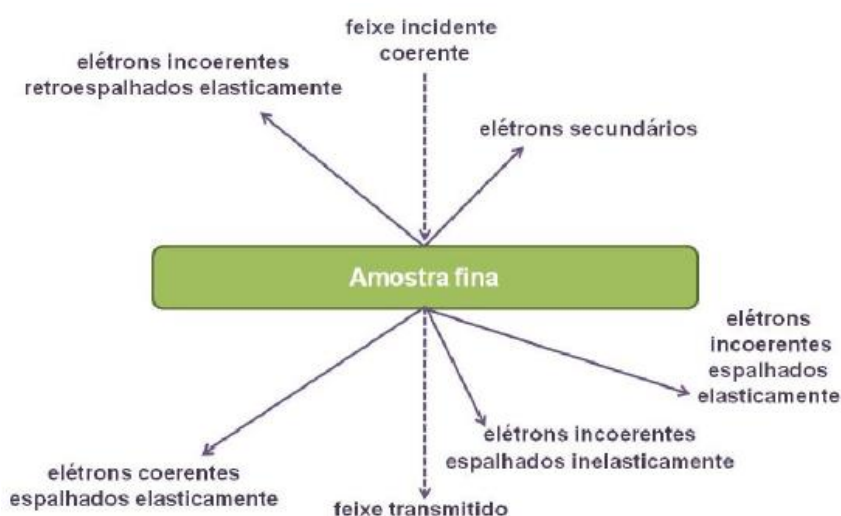 feixe incidente
coerente
elétrons incoerentes
retroespalhados elasticamente
elétrons secundários
Amostra fina
elétrons
incoerentes
espalhados
elasticamente
elétrons incoerentes
espalhados inelasticamente
elétrons coerentes
espalhados elasticamente
feixe transmitido